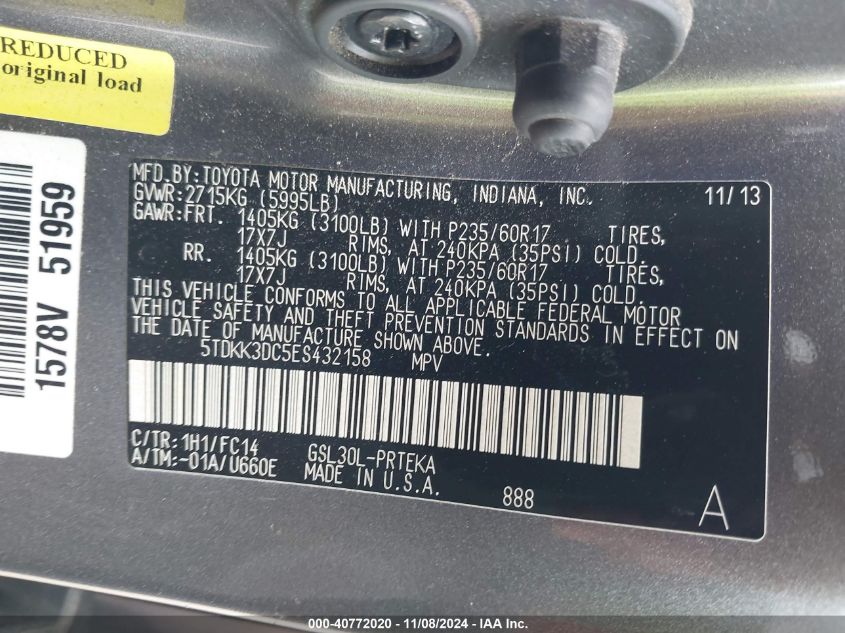 REDUCED
original load
1578V 51959
MFD.BY:TOYOTA MOTOR MANUFACTURING, INDIANA, INC. 11/13
GVWR:2715KG (5995LB)
GAWR:FRT. 1405KG (3100LB) WITH P235/60R17 TIRES,
17X7J RIMS, AT 240KPA (35PSI) COLD.
RR. 1405KG (3100LB) WITH P235/60R17 TIRES,
17X7J RIMS, AT 240KPA (35PSI) COLD.
THIS VEHICLE CONFORMS TO ALL APPLICABLE FEDERAL MOTOR
VEHICLE SAFETY AND THEFT PREVENTION STANDARDS IN EFFECT ON
THE DATE OF MANUFACTURE SHOWN ABOVE.
5TDKK3DC5ES432158 MPV
C/TR:1H1/FC14 GSL30L-PRTEKA
A/TM:-01A/U660E MADE IN U.S.A.
888 A
000-40772020 - 11/08/2024 - IAA Inc.